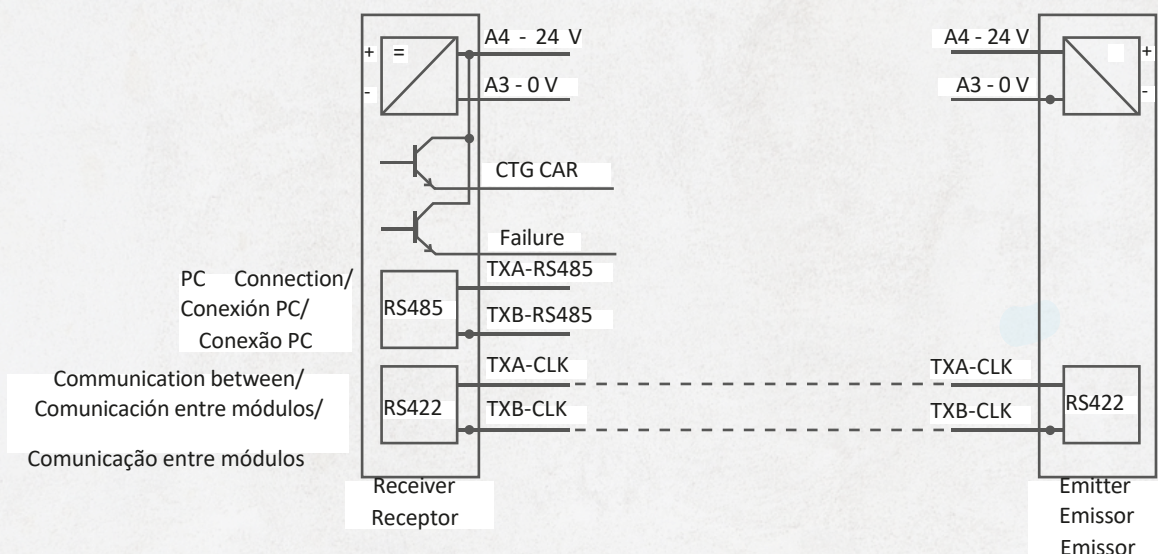 A4 - 24 V
A3 - 0 V
+
=
-
CTG CAR
Failure
TXA-RS485
TXB-RS485
RS485
TXA-CLK
TXB-CLK
RS422
PC Connection/
Conexión PC/
Conexão PC
Communication between/
Comunicación entre módulos/
Comunicação entre módulos
Receiver
Receptor
A4 - 24 V
A3 - 0 V
+
-
TXA-CLK
TXB-CLK
RS422
Emitter
Emissor
Emissor